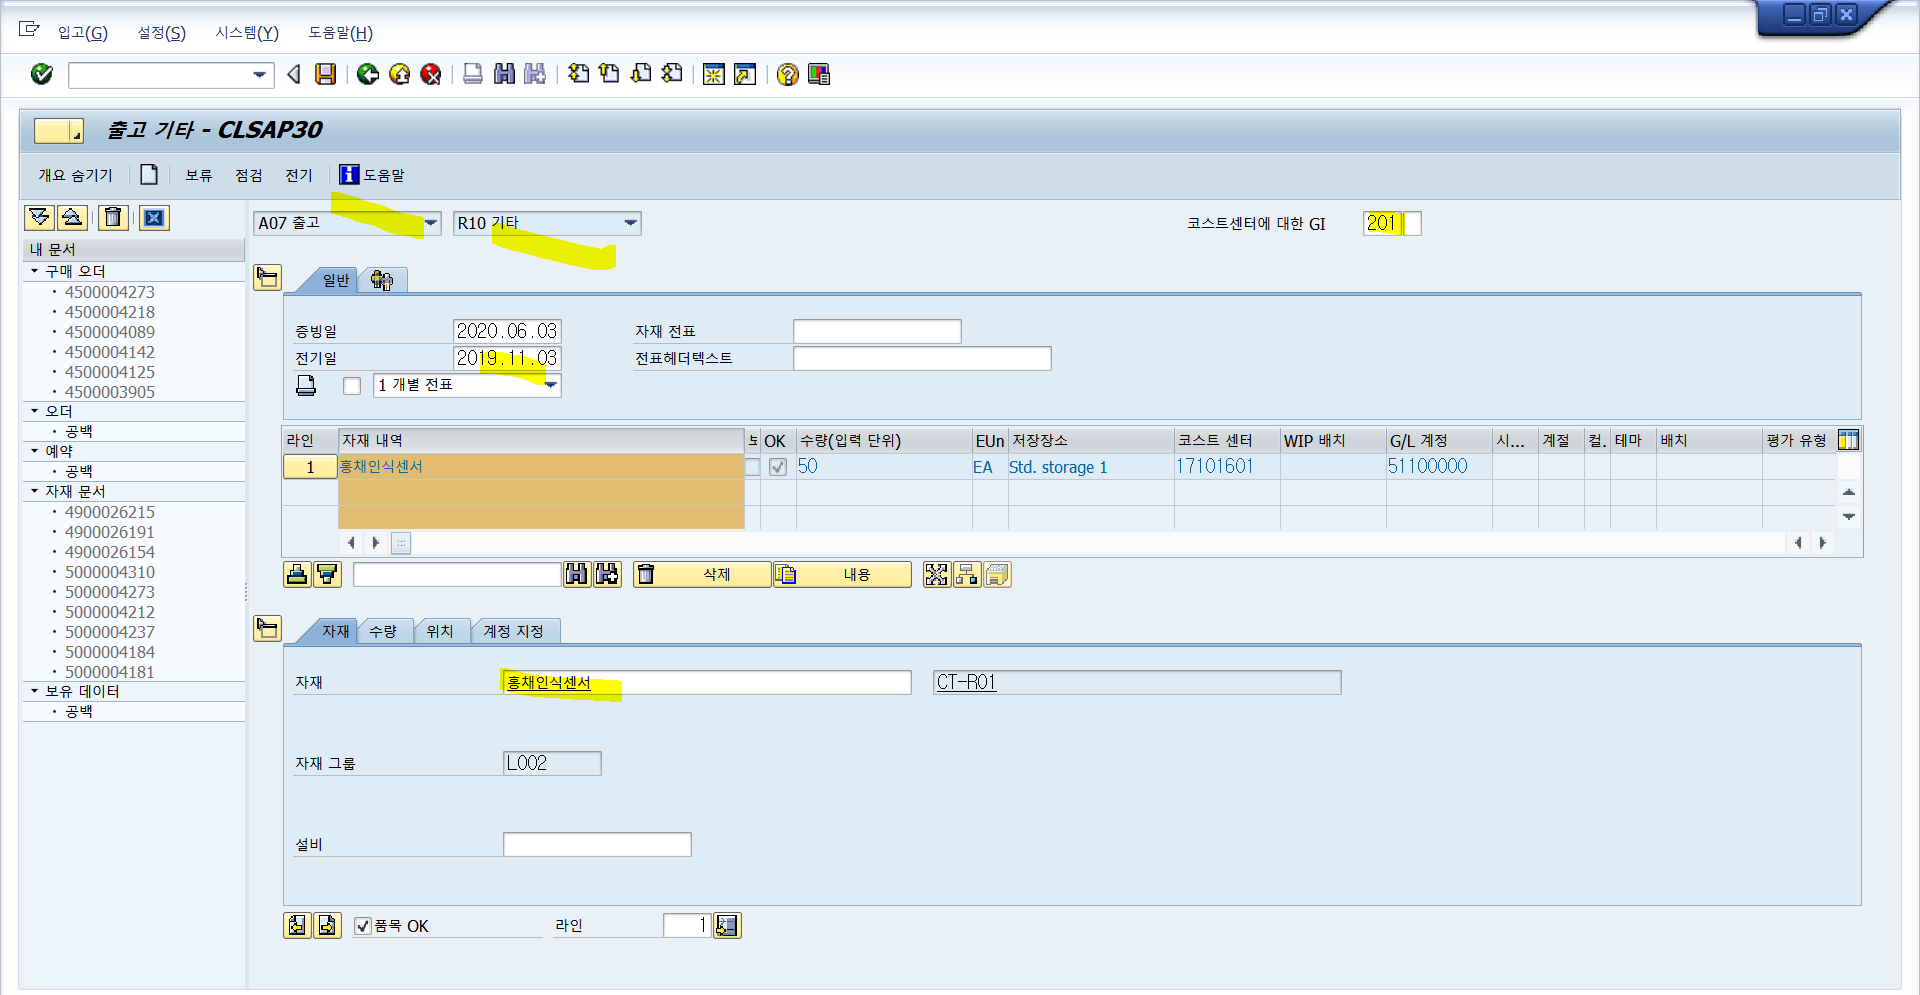 입고(G) 설정(S) 시스템(Y) 도움말(H)
출고 기타 - CLSAP30
개요 숨기기 보류 점검 전기 도움말
A07 출고 R10 기타 코스트센터에 대한 GI 201
내 문서
구매 오더
4500004273
4500004218
4500004089
4500004142
4500004125
4500003905
오더
공백
예약
공백
자재 문서
4900026215
4900026191
4900026154
5000004310
5000004273
5000004212
5000004237
5000004184
5000004181
보유 데이터
공백
일반
증빙일 2020.06.03 자재 전표
전기일 2019.11.03 전표헤더텍스트
1 개별 전표
라인 자재 내역 OK 수량(입력 단위) EUn 저장장소 코스트 센터 WIP 배치 G/L 계정 시... 계절 컬. 테마 배치 평가 유형
1 홍채인식센서 50 EA Std. storage 1 17101601 51100000
삭제 내용
자재 수량 위치 계정 지정
자재 홍채인식센서 CT-R01
자재 그룹 L002
설비
품목 OK 라인 1